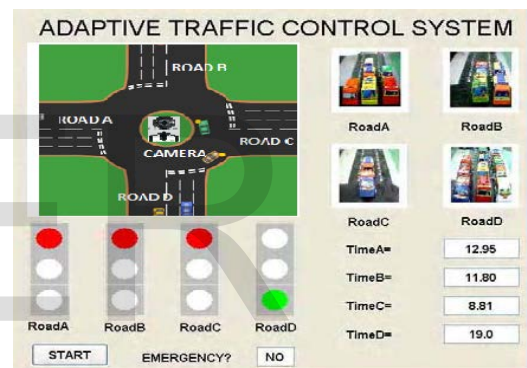 ADAPTIVE TRAFFIC CONTROL SYSTEM
ROAD B
ROAD A
ROAD C
CAMERA
ROAD D
RoadA
RoadB
RoadC
RoadD
TimeA= 12.95
TimeB= 11.80
TimeC= 8.81
TimeD= 19.0
RoadA
RoadB
RoadC
RoadD
START
EMERGENCY?
NO